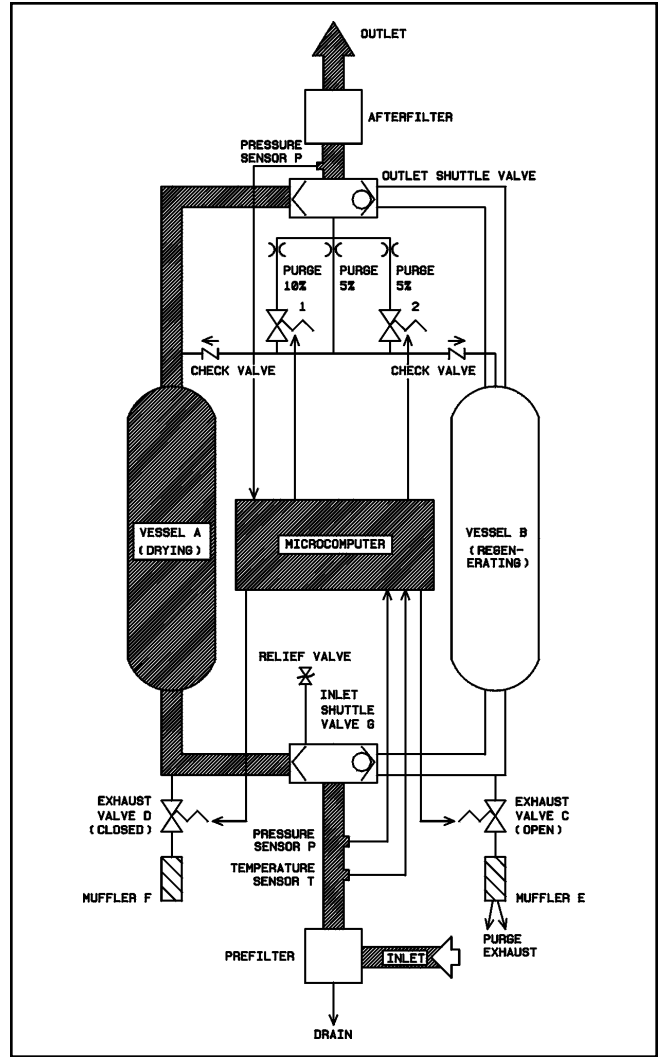 OUTLET
AFTERFILTER
PRESSURE
SENSOR P
OUTLET SHUTTLE VALVE
PURGE
10%
PURGE
5%
PURGE
5%
1
2
CHECK VALVE
CHECK VALVE
VESSEL A
(DRYING)
MICROCOMPUTER
VESSEL B
(REGEN-
ERATING)
RELIEF VALVE
INLET
SHUTTLE
VALVE G
EXHAUST
VALVE D
(CLOSED)
EXHAUST
VALVE C
(OPEN)
PRESSURE
SENSOR P
TEMPERATURE
SENSOR T
MUFFLER F
MUFFLER E
PURGE
EXHAUST
PREFILTER
INLET
DRAIN